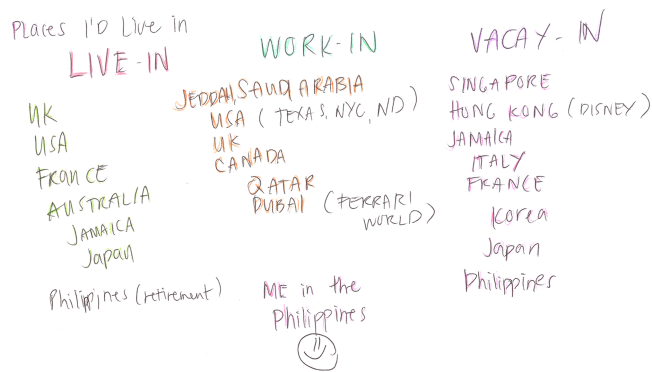 Places I'D Live in
LIVE-IN
UK
USA
FRANCE
AUSTRALIA
JAMAICA
Japan
Philippines (retirement)
WORK-IN
JEDDAH, SAUDI ARABIA
USA (TEXAS, NYC, ND)
UK
CANADA
QATAR
DUBAI (FERRARI
WORLD)
ME in the
Philippines
VACAY-IN
SINGAPORE
HONG KONG (DISNEY)
JAMAICA
ITALY
FRANCE
Korea
Japan
Philippines